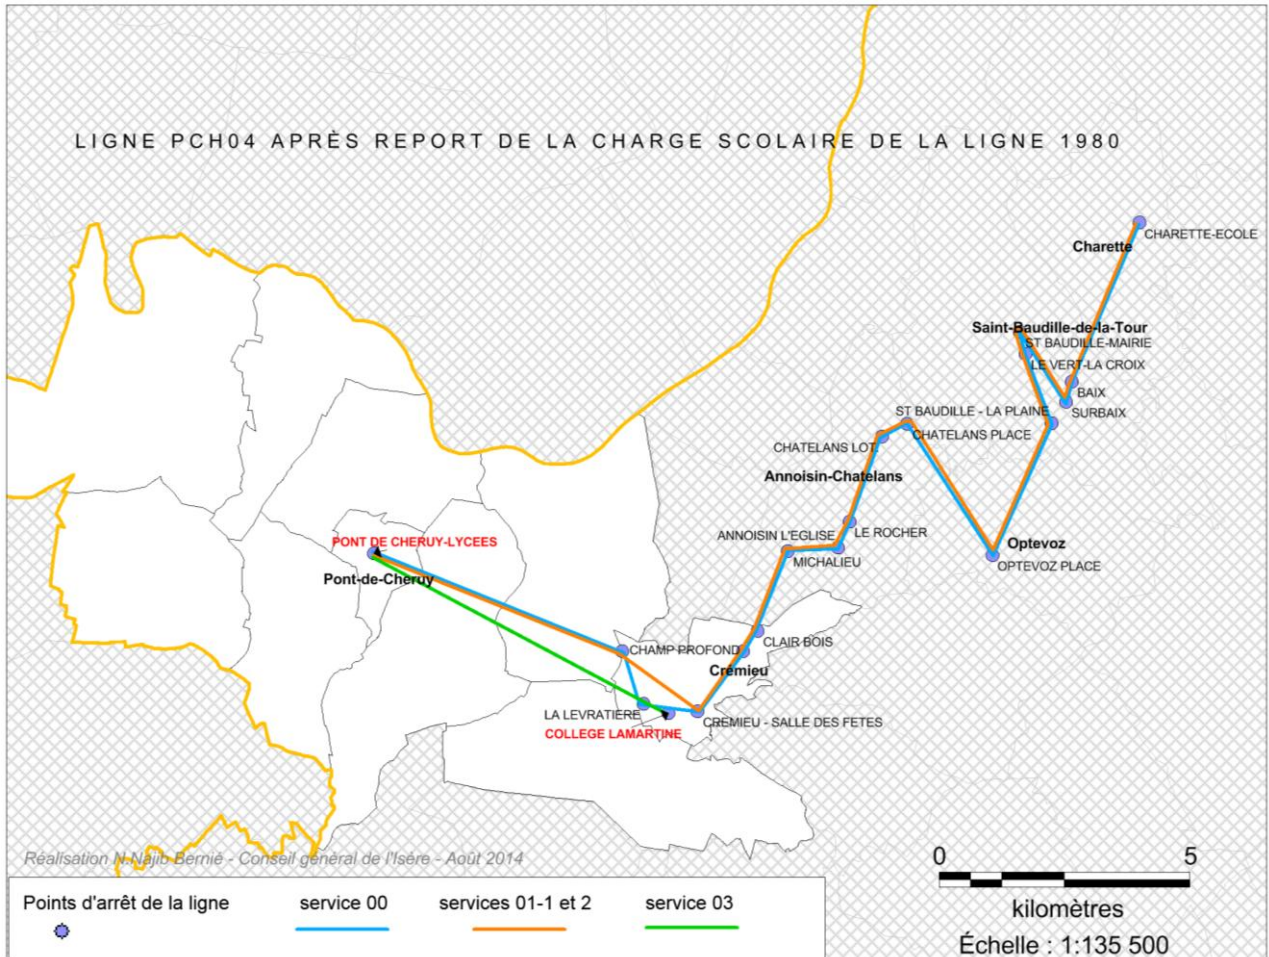 LIGNE PCH04 APRÈS REPORT DE LA CHARGE SCOLAIRE DE LA LIGNE 1980
CHARETTE-ECOLE
Charette
Saint-Baudille-de-la-Tour
ST BAUDILLE-MAIRIE
LE VERT-LA CROIX
BAIX
SURBAIX
ST BAUDILLE - LA PLAINE
CHATELANS PLACE
CHATELANS LOT.
Annoisin-Chatelans
LE ROCHER
ANNOISIN L'EGLISE
PONT DE CHERUY-LYCEES
Optevoz
MICHALIEU
OPTEVOZ PLACE
Pont-de-Cheruy
CLAIR BOIS
CHAMP PROFOND
Crémieu
LA LEVRATIERE
CREMIEU - SALLE DES FETES
COLLEGE LAMARTINE
Réalisation N.Najib Bernié - Conseil général de l'Isère - Août 2014
0 5
kilomètres
Échelle : 1:135 500
Points d'arrêt de la ligne
service 00
services 01-1 et 2
service 03